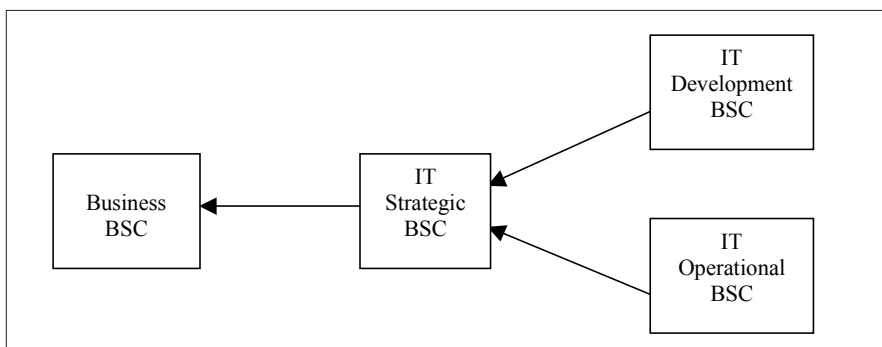 Business
BSC
IT
Strategic
BSC
IT
Development
BSC
IT
Operational
BSC